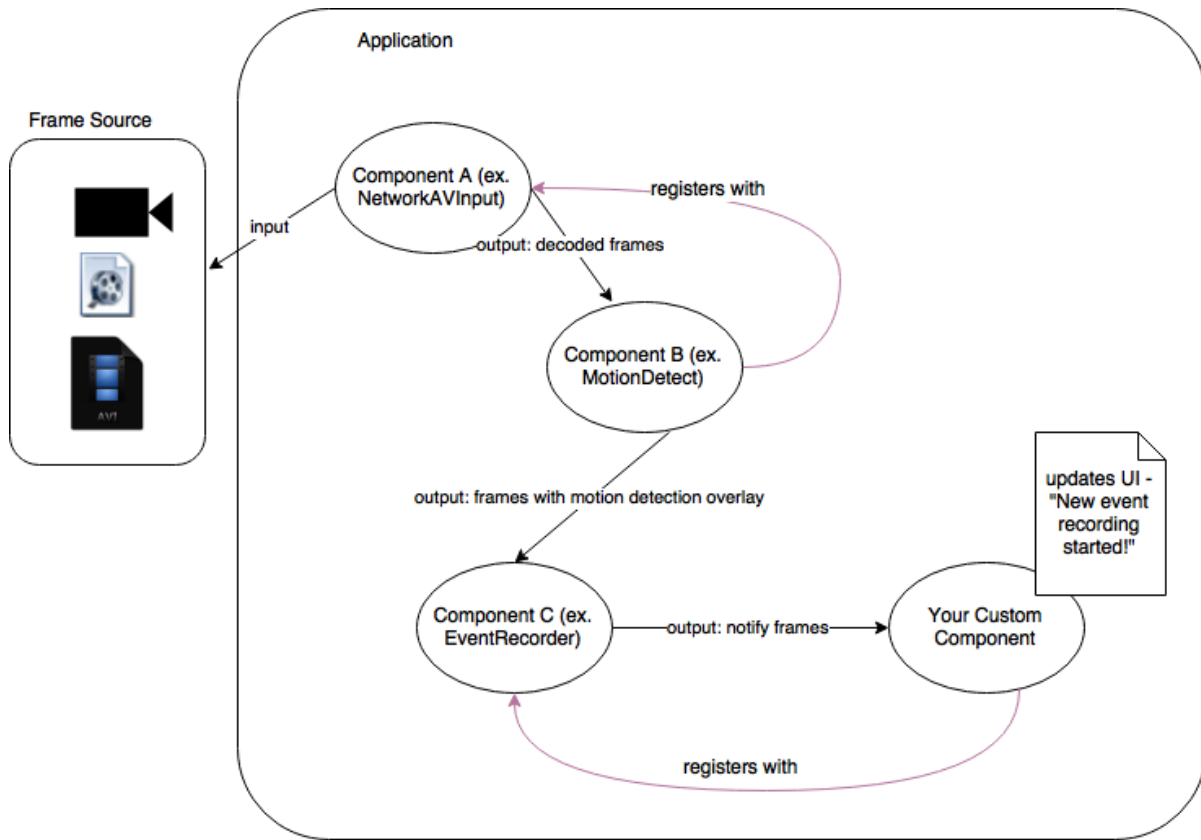 Application
Frame Source
Component A (ex.
NetworkAVInput)
registers with
input
output: decoded frames
Component B (ex.
MotionDetect)
AVI
output: frames with motion detection overlay
updates UI -
"New event
recording
started!"
Component C (ex.
EventRecorder)
output: notify frames
Your Custom
Component
registers with